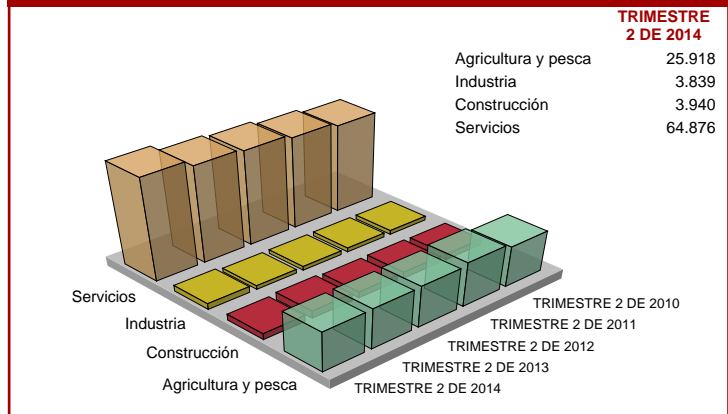 TRIMESTRE
2 DE 2014
Agricultura y pesca 25.918
Industria 3.839
Construcción 3.940
Servicios 64.876
Servicios
Industria
Construcción
Agricultura y pesca
TRIMESTRE 2 DE 2010
TRIMESTRE 2 DE 2011
TRIMESTRE 2 DE 2012
TRIMESTRE 2 DE 2013
TRIMESTRE 2 DE 2014